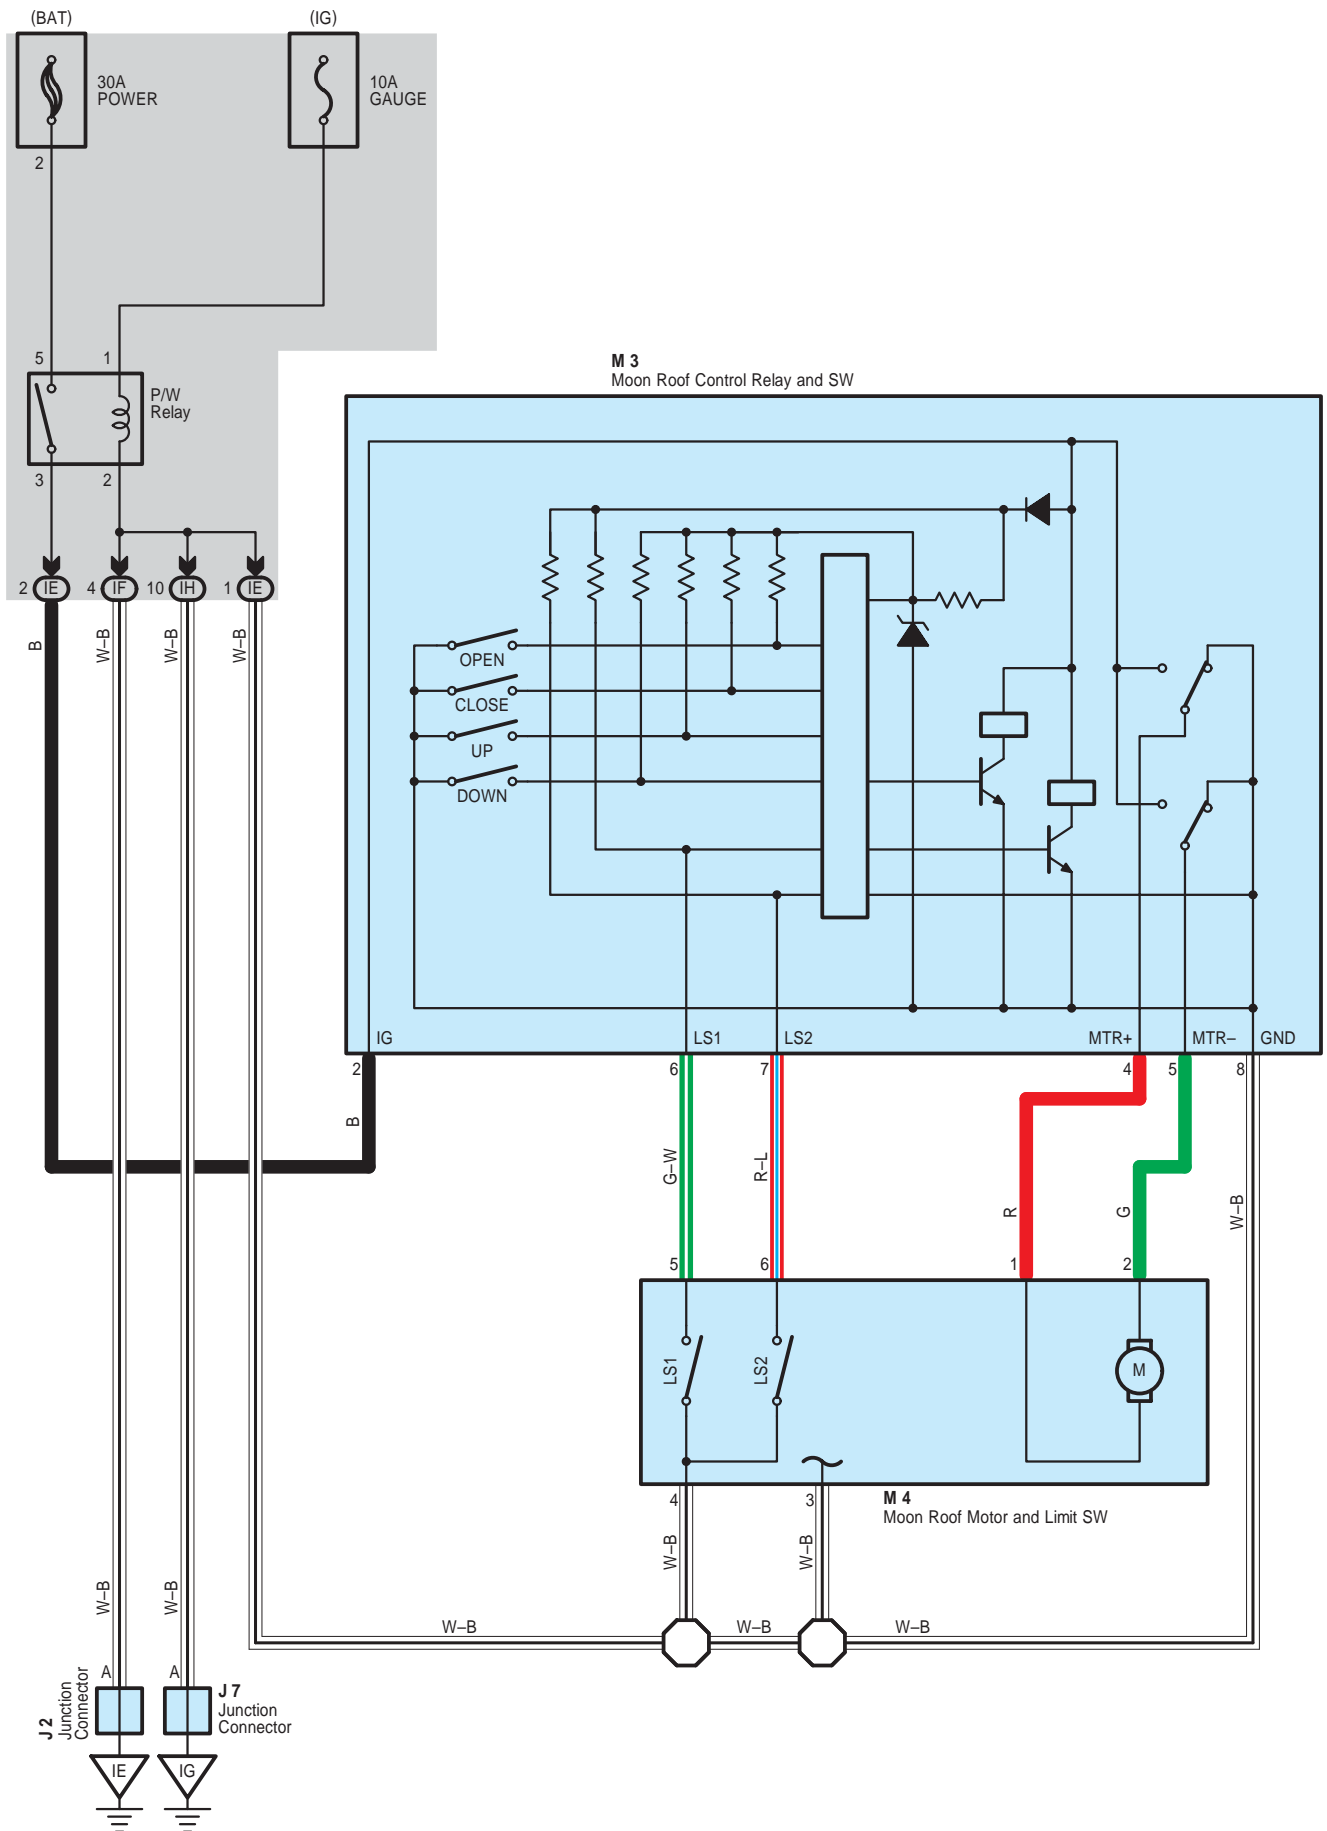 (BAT)
(IG)
30A
POWER
10A
GAUGE
2
5
1
P/W
Relay
3
2
2
IE
4
IF
10
IH
1
IE
B
W–B
W–B
W–B
M 3
Moon Roof Control Relay and SW
OPEN
CLOSE
UP
DOWN
IG
LS1
LS2
MTR+
MTR–
GND
2
6
7
4
5
8
B
G–W
R–L
R
G
W–B
5
6
1
2
LS1
LS2
M
4
3
M 4
Moon Roof Motor and Limit SW
W–B
W–B
W–B
W–B
W–B
W–B
W–B
A
A
J 2
Junction
Connector
J 7
Junction
Connector
IE
IG